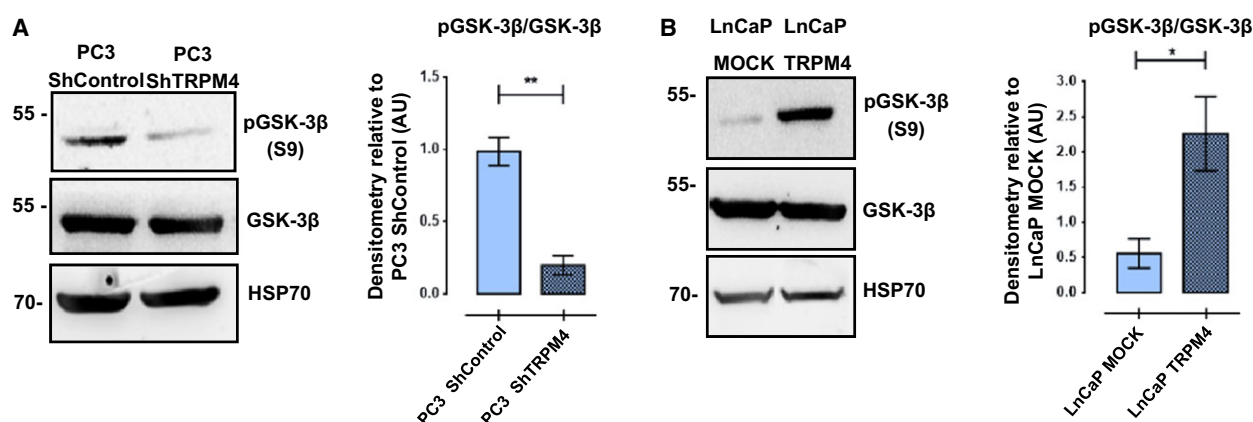 A
PC3 PC3
ShControl ShTRPM4
55 -
pGSK-3β
(S9)
55 -
GSK-3β
70-
HSP70
pGSK-3β/GSK-3β
Densitometry relative to
PC3 ShControl (AU)
1.5
**
1.0
0.5
0.0
PC3 ShControl
PC3 ShTRPM4
B
LnCaP LnCaP
MOCK TRPM4
55-
pGSK-3β
(S9)
55-
GSK-3β
70-
HSP70
pGSK-3β/GSK-3β
Densitometry relative to
LnCaP MOCK (AU)
*
3.0
2.5
2.0
1.5
1.0
0.5
0.0
LnCaP MOCK
LnCaP TRPM4